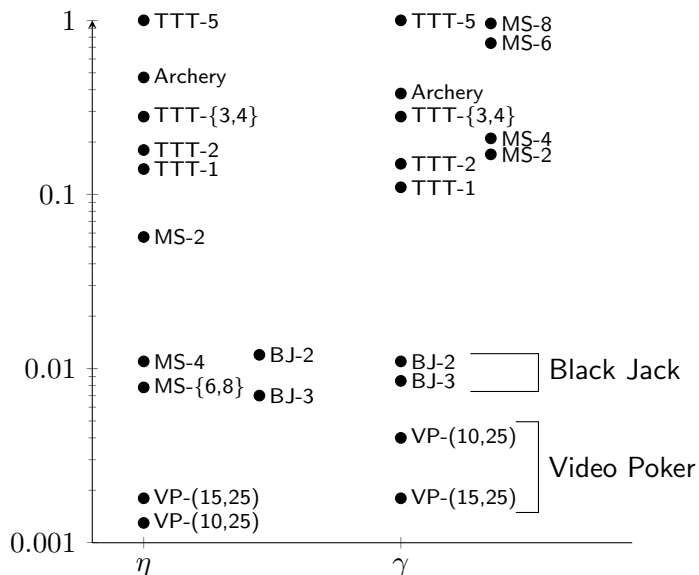 1
TTT-5
TTT-5
MS-8
MS-6
Archery
Archery
TTT-{3,4}
TTT-{3,4}
MS-4
TTT-2
MS-2
TTT-2
TTT-1
0.1
TTT-1
MS-2
0.01
MS-4
BJ-2
BJ-2
Black Jack
MS-{6,8}
BJ-3
BJ-3
VP-(10,25)
Video Poker
VP-(15,25)
VP-(15,25)
VP-(10,25)
0.001
η
γ